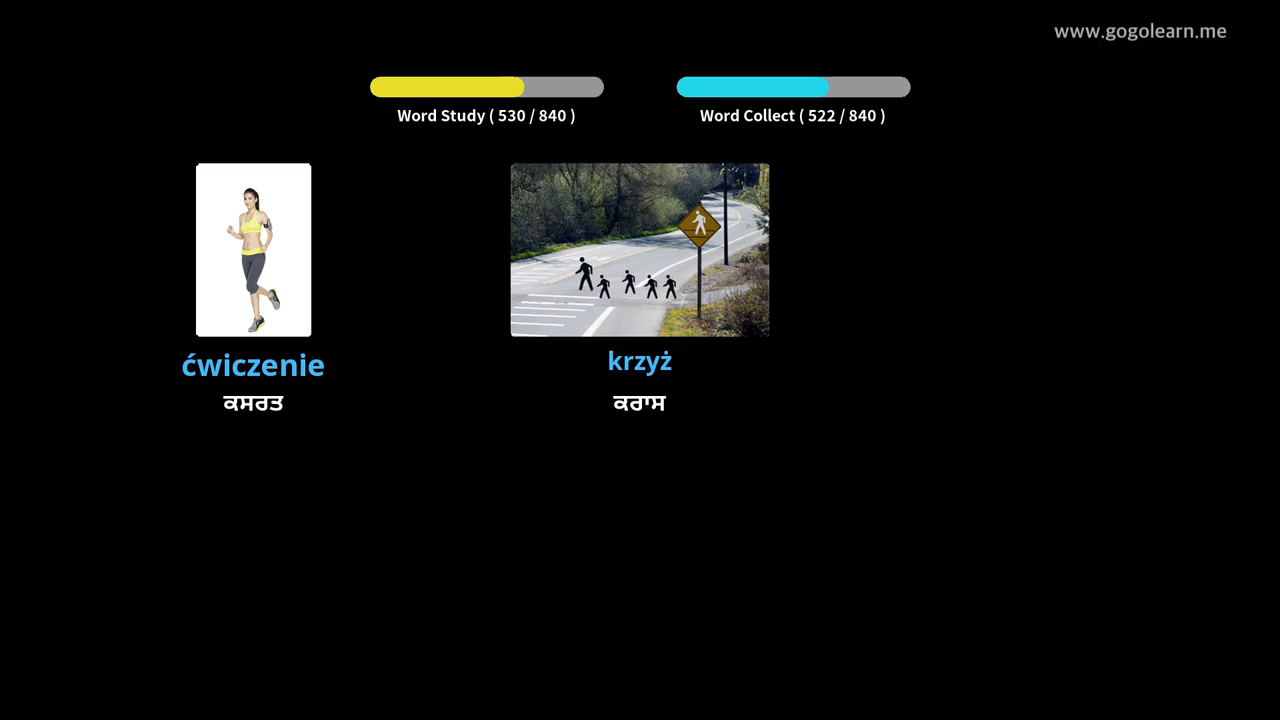 www.gogolearn.me
Word Study ( 530 / 840 )
Word Collect ( 522 / 840 )
ćwiczenie
krzyż
ਕਸਰਤ
ਕਰਾਸ